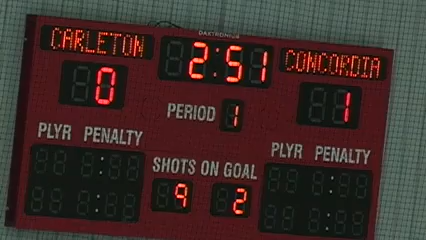 DAKTRONICS
CARLETON 2:51 CONCORDIA
0 1
PERIOD 1
PLYR PENALTY PLYR PENALTY
SHOTS ON GOAL
9 2